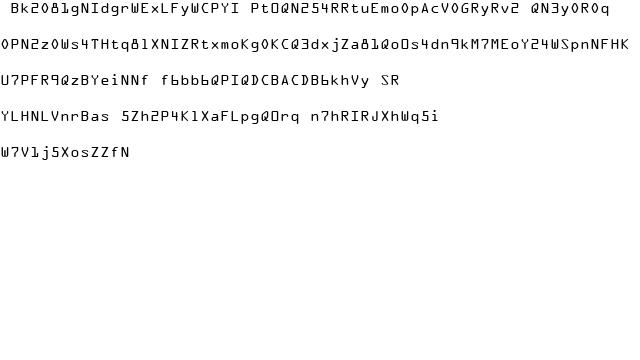 Bk2081gNIdgrWExLFyWCPYI PtOQN254RRtuEmo0pAcV0GRyRv2 QN3y0R0q
0PN2z0Ws4THtq81XNIZRtxmoKg0KCQ3dxjZa81QoOs4dn9kM7MEoY24WSpnNFHK
U7PFR9QzBYeiNNf f6bb6QPIQDCBACDB6khVy SR
YLHNLVnrBas 5Zh2P4K1XaFLpgQOrq n7hRIRJXhWq5i
W7V1j5XosZZfN